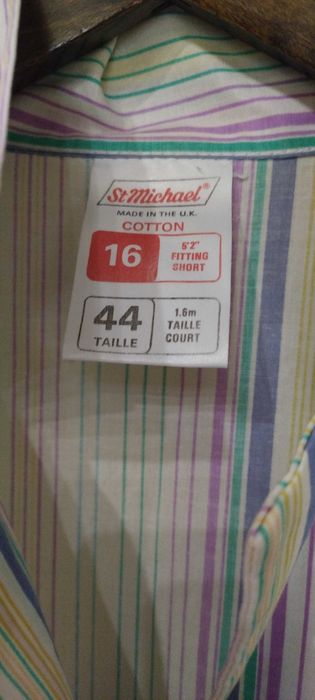 St Michael®
MADE IN THE U.K.
COTTON
16
5'2"
FITTING
SHORT
44
TAILLE
1.6m
TAILLE
COURT